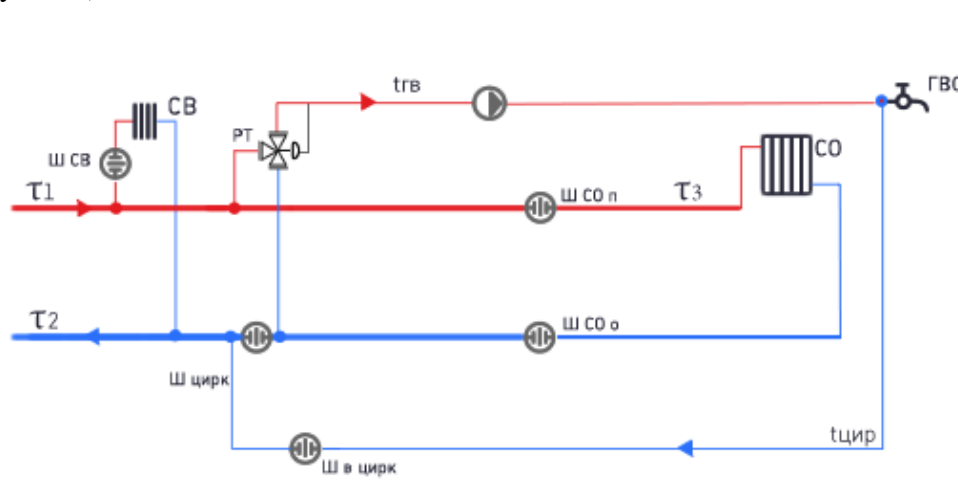 tгв
ГВС
СВ
РТ
Ш СВ
СО
τ1
Ш СО п
τ3
τ2
Ш СО о
Ш цирк
tцир
Ш в цирк